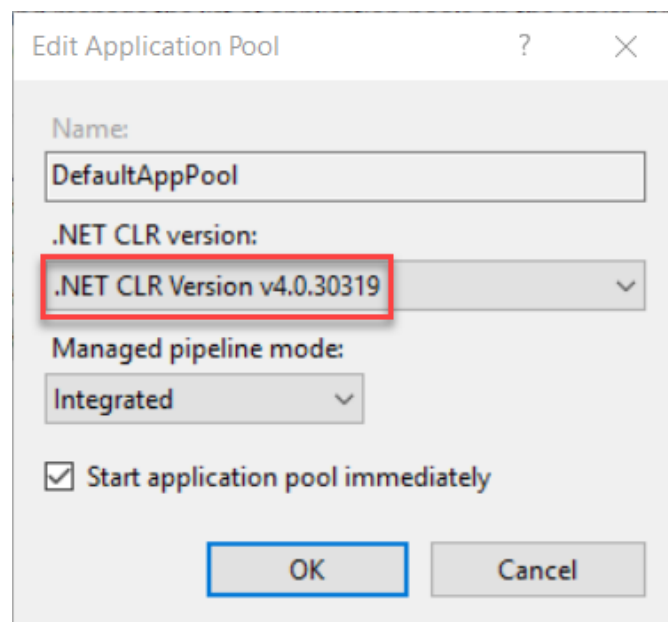 Edit Application Pool ?
Name:
DefaultAppPool
.NET CLR version:
.NET CLR Version v4.0.30319
Managed pipeline mode:
Integrated
Start application pool immediately
OK Cancel